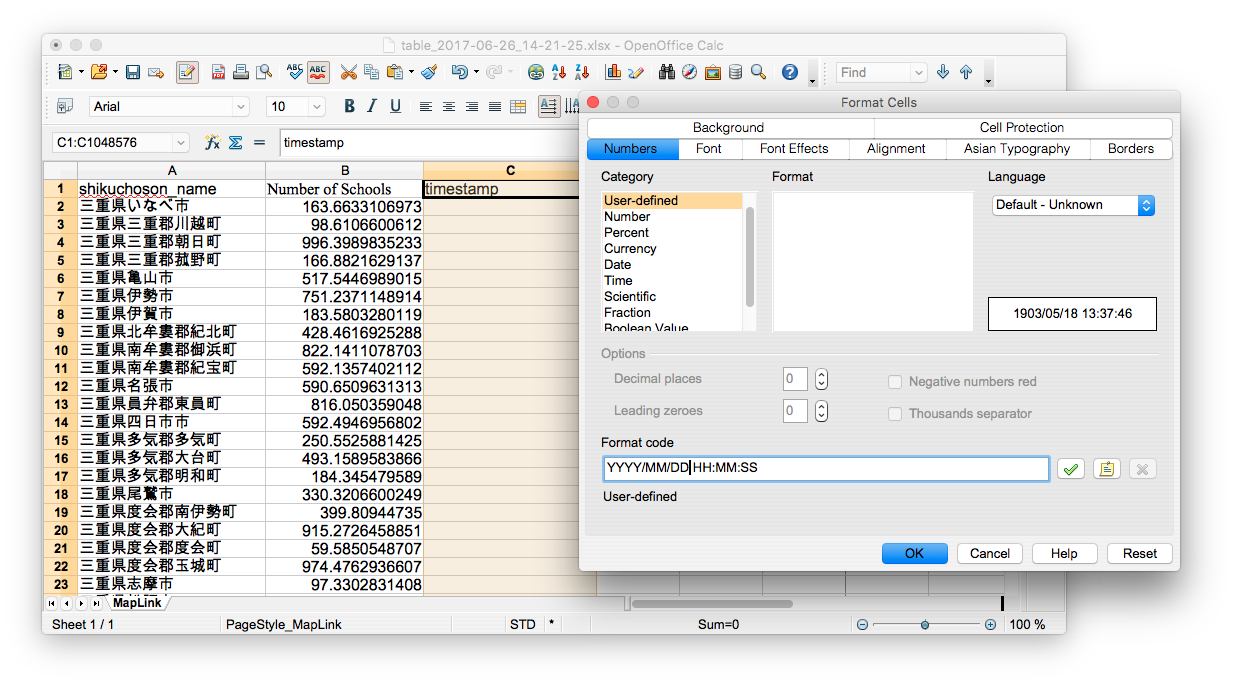 table_2017-06-26_14-21-25.xlsx - OpenOffice Calc
ABC ABC Find
Arial 10 B I U
C1:C1048576 fx Σ = timestamp
A B C
1 shikuchoson_name Number of Schools timestamp
2 三重県いなべ市 163.6633106973
3 三重県三重郡川越町 98.6106600612
4 三重県三重郡朝日町 996.3989835233
5 三重県三重郡菰野町 166.8821629137
6 三重県亀山市 517.5446989015
7 三重県伊勢市 751.2371148914
8 三重県伊賀市 183.5803280119
9 三重県北牟婁郡紀北町 428.4616925288
10 三重県南牟婁郡御浜町 822.1411078703
11 三重県南牟婁郡紀宝町 592.1357402112
12 三重県名張市 590.6509631313
13 三重県員弁郡東員町 816.050359048
14 三重県四日市市 592.4946956802
15 三重県多気郡多気町 250.5525881425
16 三重県多気郡大台町 493.1589583866
17 三重県多気郡明和町 184.345479589
18 三重県尾鷲市 330.3206600249
19 三重県度会郡南伊勢町 399.80944735
20 三重県度会郡大紀町 915.2726458851
21 三重県度会郡度会町 59.5850548707
22 三重県度会郡玉城町 974.4762936607
23 三重県志摩市 97.3302831408
MapLink
Sheet 1 / 1 PageStyle_MapLink STD * Sum=0 100 %
Format Cells
Background Cell Protection
Numbers Font Font Effects Alignment Asian Typography Borders
Category Format Language
User-defined Default - Unknown
Number
Percent
Currency
Date
Time
Scientific
Fraction 1903/05/18 13:37:46
Boolean Value
Options
Decimal places 0 Negative numbers red
Leading zeroes 0 Thousands separator
Format code
YYYY/MM/DD HH:MM:SS
User-defined
OK Cancel Help Reset